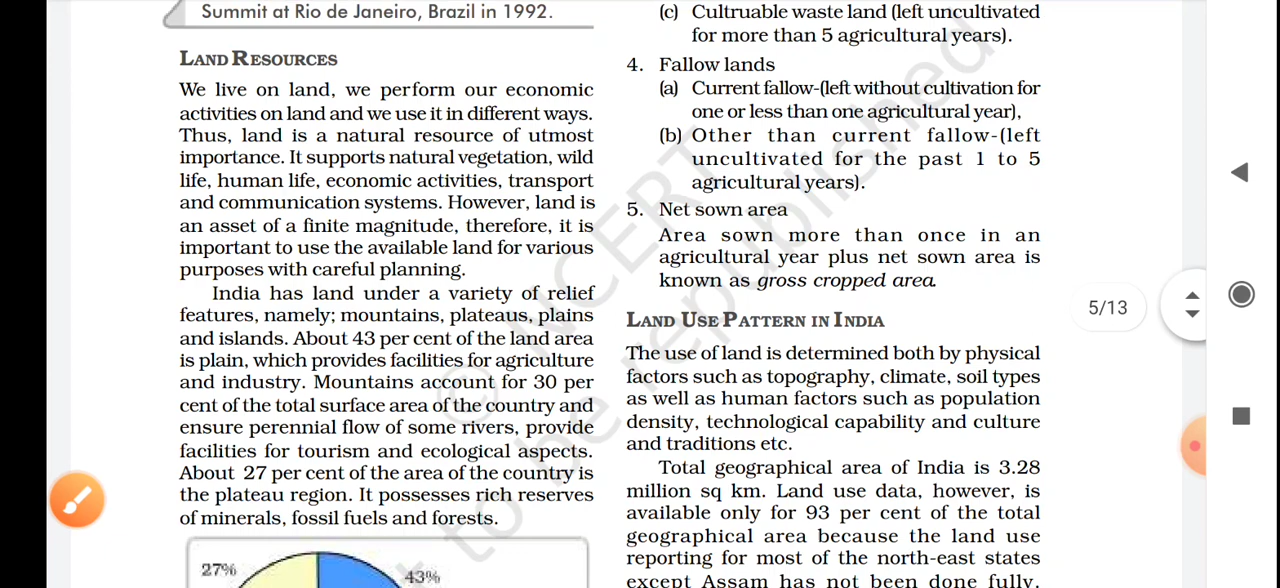 Summit at Rio de Janeiro, Brazil in 1992.
LAND RESOURCES
We live on land, we perform our economic
activities on land and we use it in different ways.
Thus, land is a natural resource of utmost
importance. It supports natural vegetation, wild
life, human life, economic activities, transport
and communication systems. However, land is
an asset of a finite magnitude, therefore, it is
important to use the available land for various
purposes with careful planning.
India has land under a variety of relief
features, namely; mountains, plateaus, plains
and islands. About 43 per cent of the land area
is plain, which provides facilities for agriculture
and industry. Mountains account for 30 per
cent of the total surface area of the country and
ensure perennial flow of some rivers, provide
facilities for tourism and ecological aspects.
About 27 per cent of the area of the country is
the plateau region. It possesses rich reserves
of minerals, fossil fuels and forests.
27%
43%
(c) Cultruable waste land (left uncultivated
for more than 5 agricultural years).
4. Fallow lands
(a) Current fallow-(left without cultivation for
one or less than one agricultural year),
(b) Other than current fallow-(left
uncultivated for the past 1 to 5
agricultural years).
5. Net sown area
Area sown more than once in an
agricultural year plus net sown area is
known as gross cropped area.
LAND USE PATTERN IN INDIA
The use of land is determined both by physical
factors such as topography, climate, soil types
as well as human factors such as population
density, technological capability and culture
and traditions etc.
Total geographical area of India is 3.28
million sq km. Land use data, however, is
available only for 93 per cent of the total
geographical area because the land use
reporting for most of the north-east states
except Assam has not been done fully.
© NCERT
to be republished
5/13